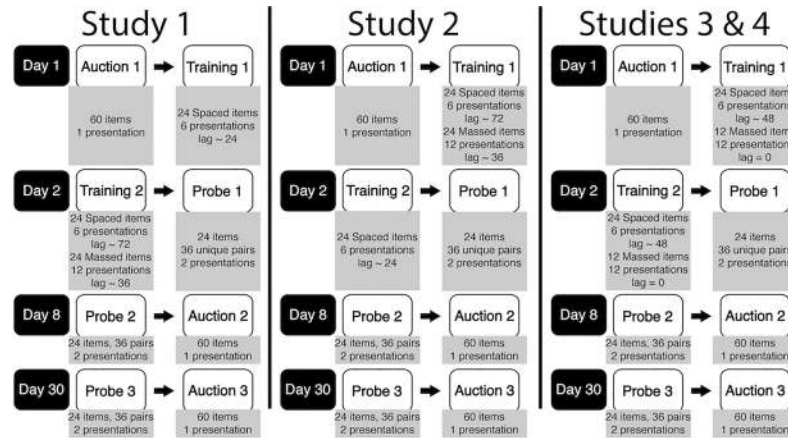 Study 1
Day 1
Auction 1
Training 1
60 items
1 presentation
24 Spaced items
6 presentations
lag ~ 24
Day 2
Training 2
Probe 1
24 Spaced items
6 presentations
lag ~ 72
24 Massed items
12 presentations
lag ~ 36
24 items
36 unique pairs
2 presentations
Day 8
Probe 2
Auction 2
24 items, 36 pairs
2 presentations
60 items
1 presentation
Day 30
Probe 3
Auction 3
24 items, 36 pairs
2 presentations
60 items
1 presentation
Study 2
Day 1
Auction 1
Training 1
60 items
1 presentation
24 Spaced items
6 presentations
lag ~ 72
24 Massed items
12 presentations
lag ~ 36
Day 2
Training 2
Probe 1
24 Spaced items
6 presentations
lag ~ 24
24 items
36 unique pairs
2 presentations
Day 8
Probe 2
Auction 2
24 items, 36 pairs
2 presentations
60 items
1 presentation
Day 30
Probe 3
Auction 3
24 items, 36 pairs
2 presentations
60 items
1 presentation
Studies 3 & 4
Day 1
Auction 1
Training 1
60 items
1 presentation
24 Spaced item
6 presentations
lag ~ 48
12 Massed item
12 presentations
lag = 0
Day 2
Training 2
Probe 1
24 Spaced items
6 presentations
lag ~ 48
12 Massed items
12 presentations
lag = 0
24 items
36 unique pairs
2 presentations
Day 8
Probe 2
Auction 2
24 items, 36 pairs
2 presentations
60 items
1 presentation
Day 30
Probe 3
Auction 3
24 items, 36 pairs
2 presentations
60 items
1 presentation